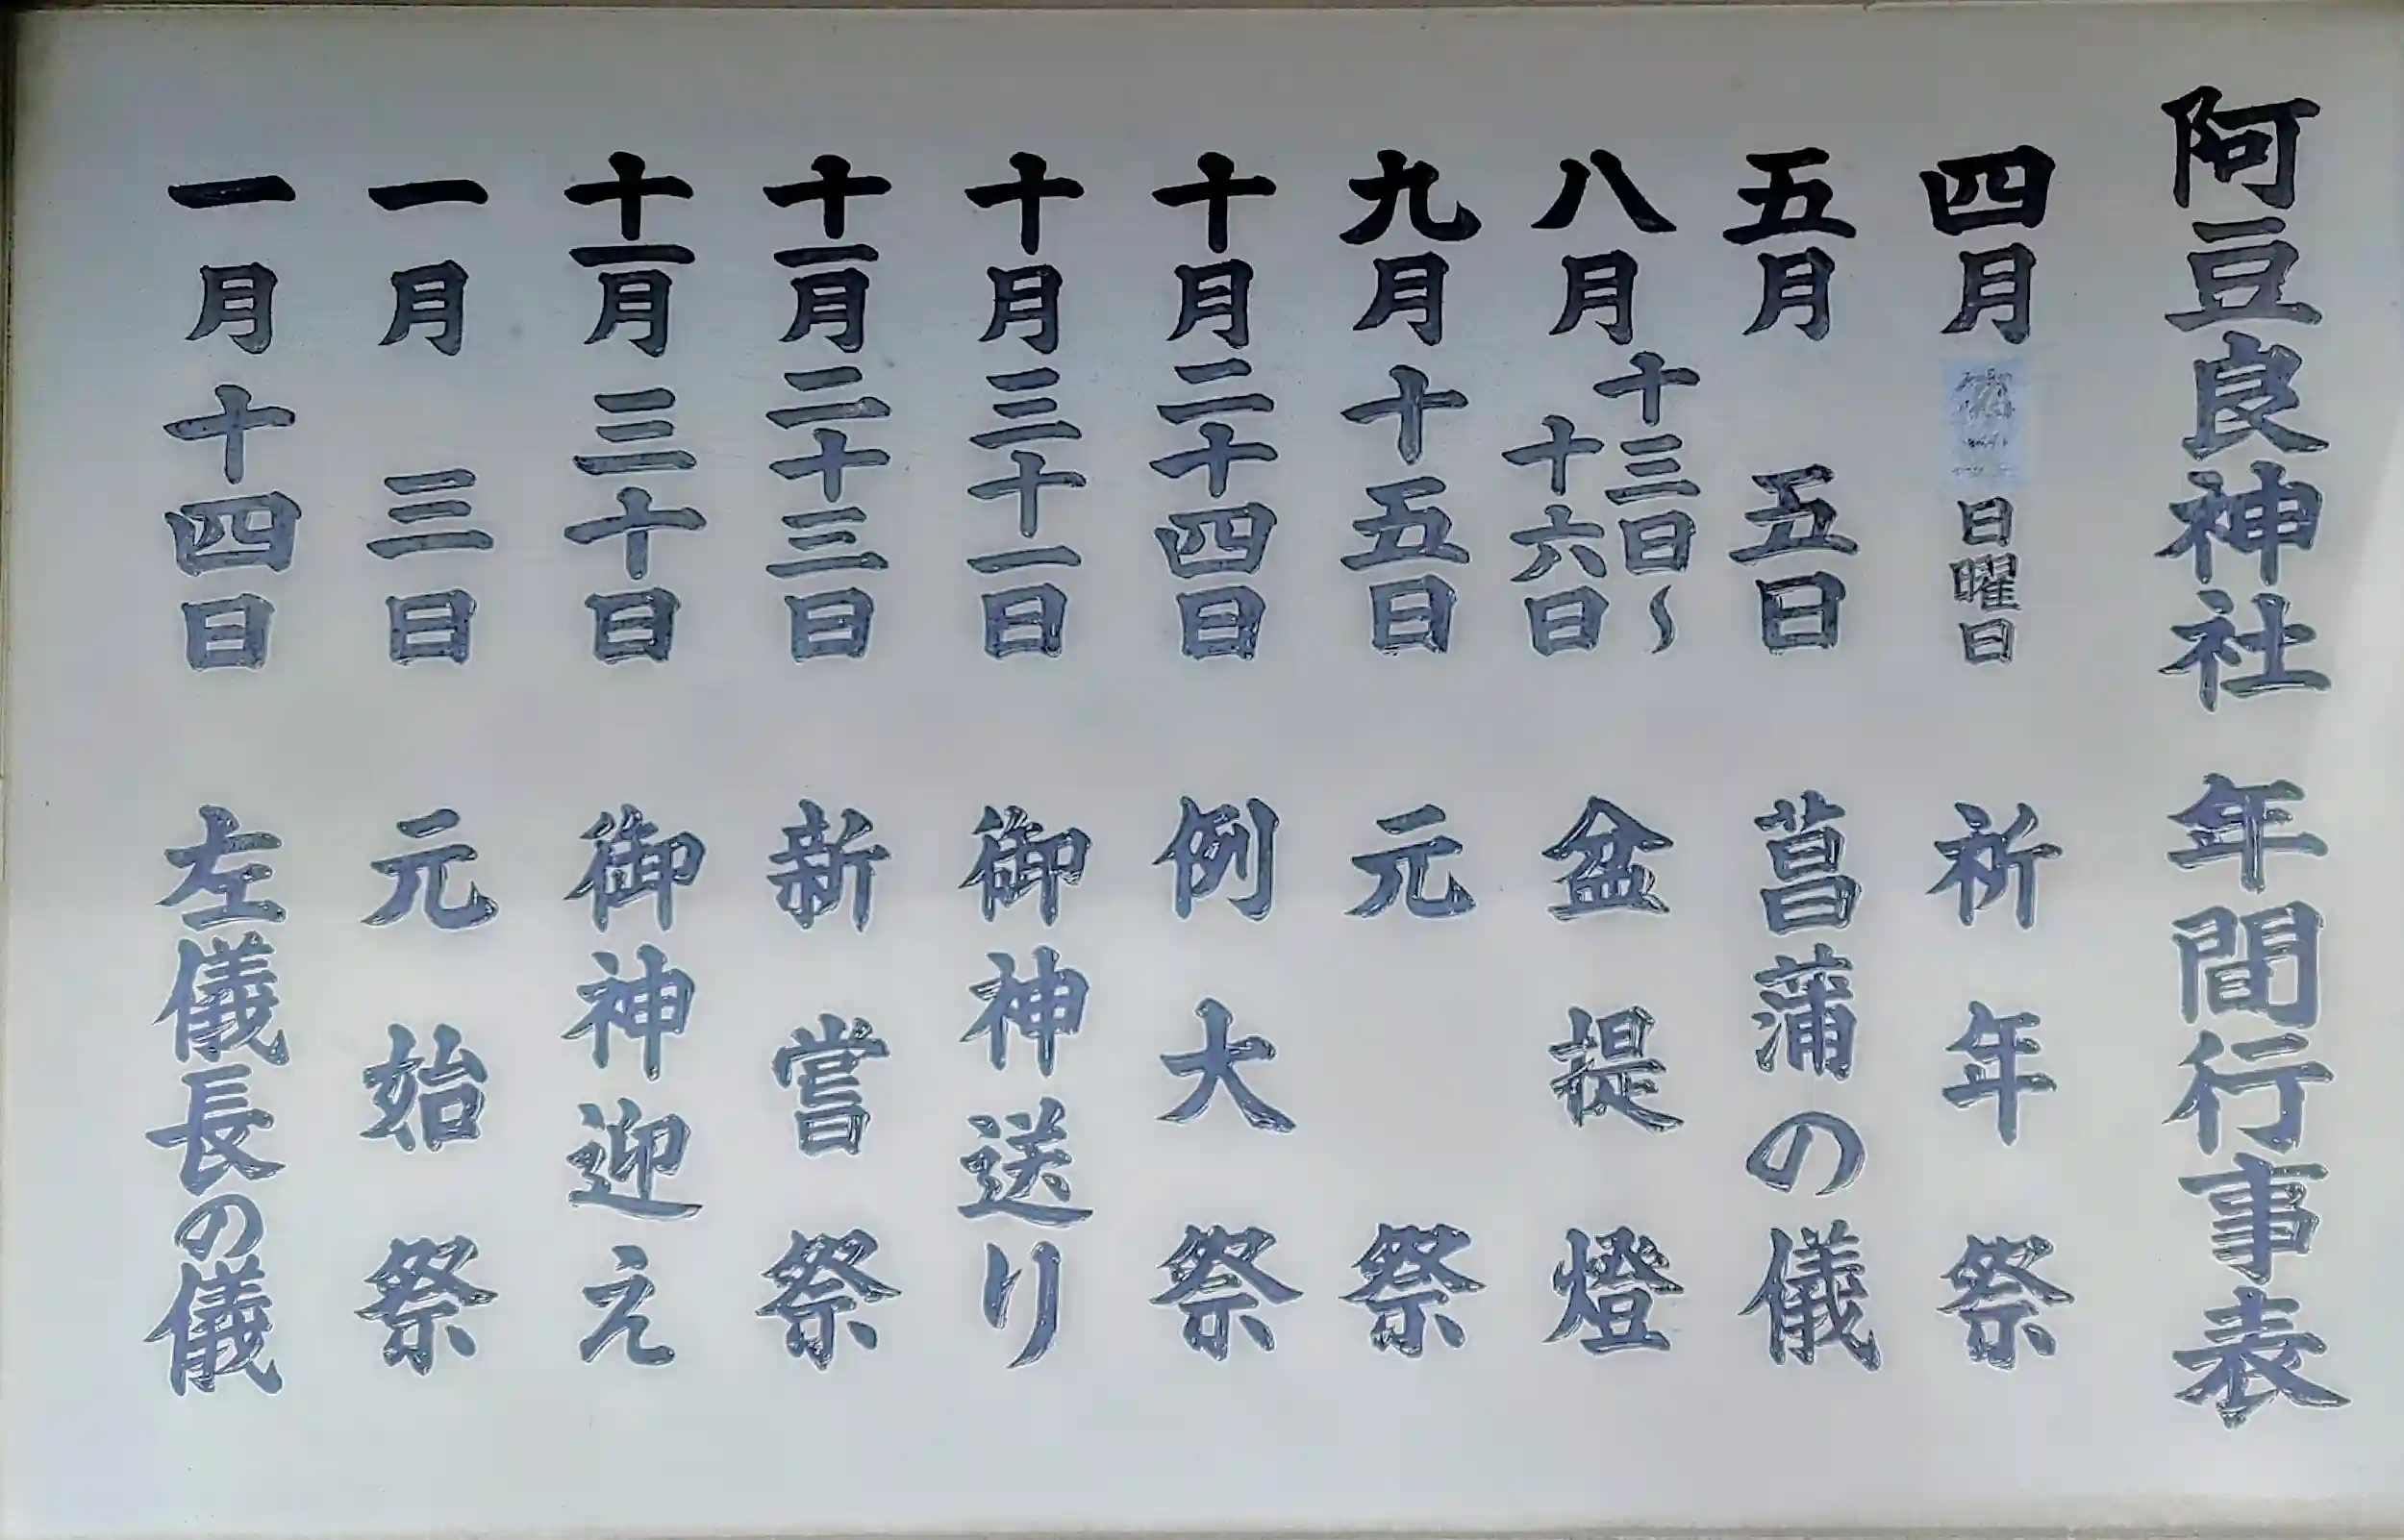 阿豆良神社 年間行事表
四月 日曜日 祈年祭
五月 五日 菖蒲の儀
八月 十三日〜十六日 盆提燈
九月十五日 元祭
十月二十四日 例大祭
十月三十一日 御神送り
十一月二十三日 新嘗祭
十一月三十日 御神迎え
一月 三日 元始祭
一月十四日 左儀長の儀